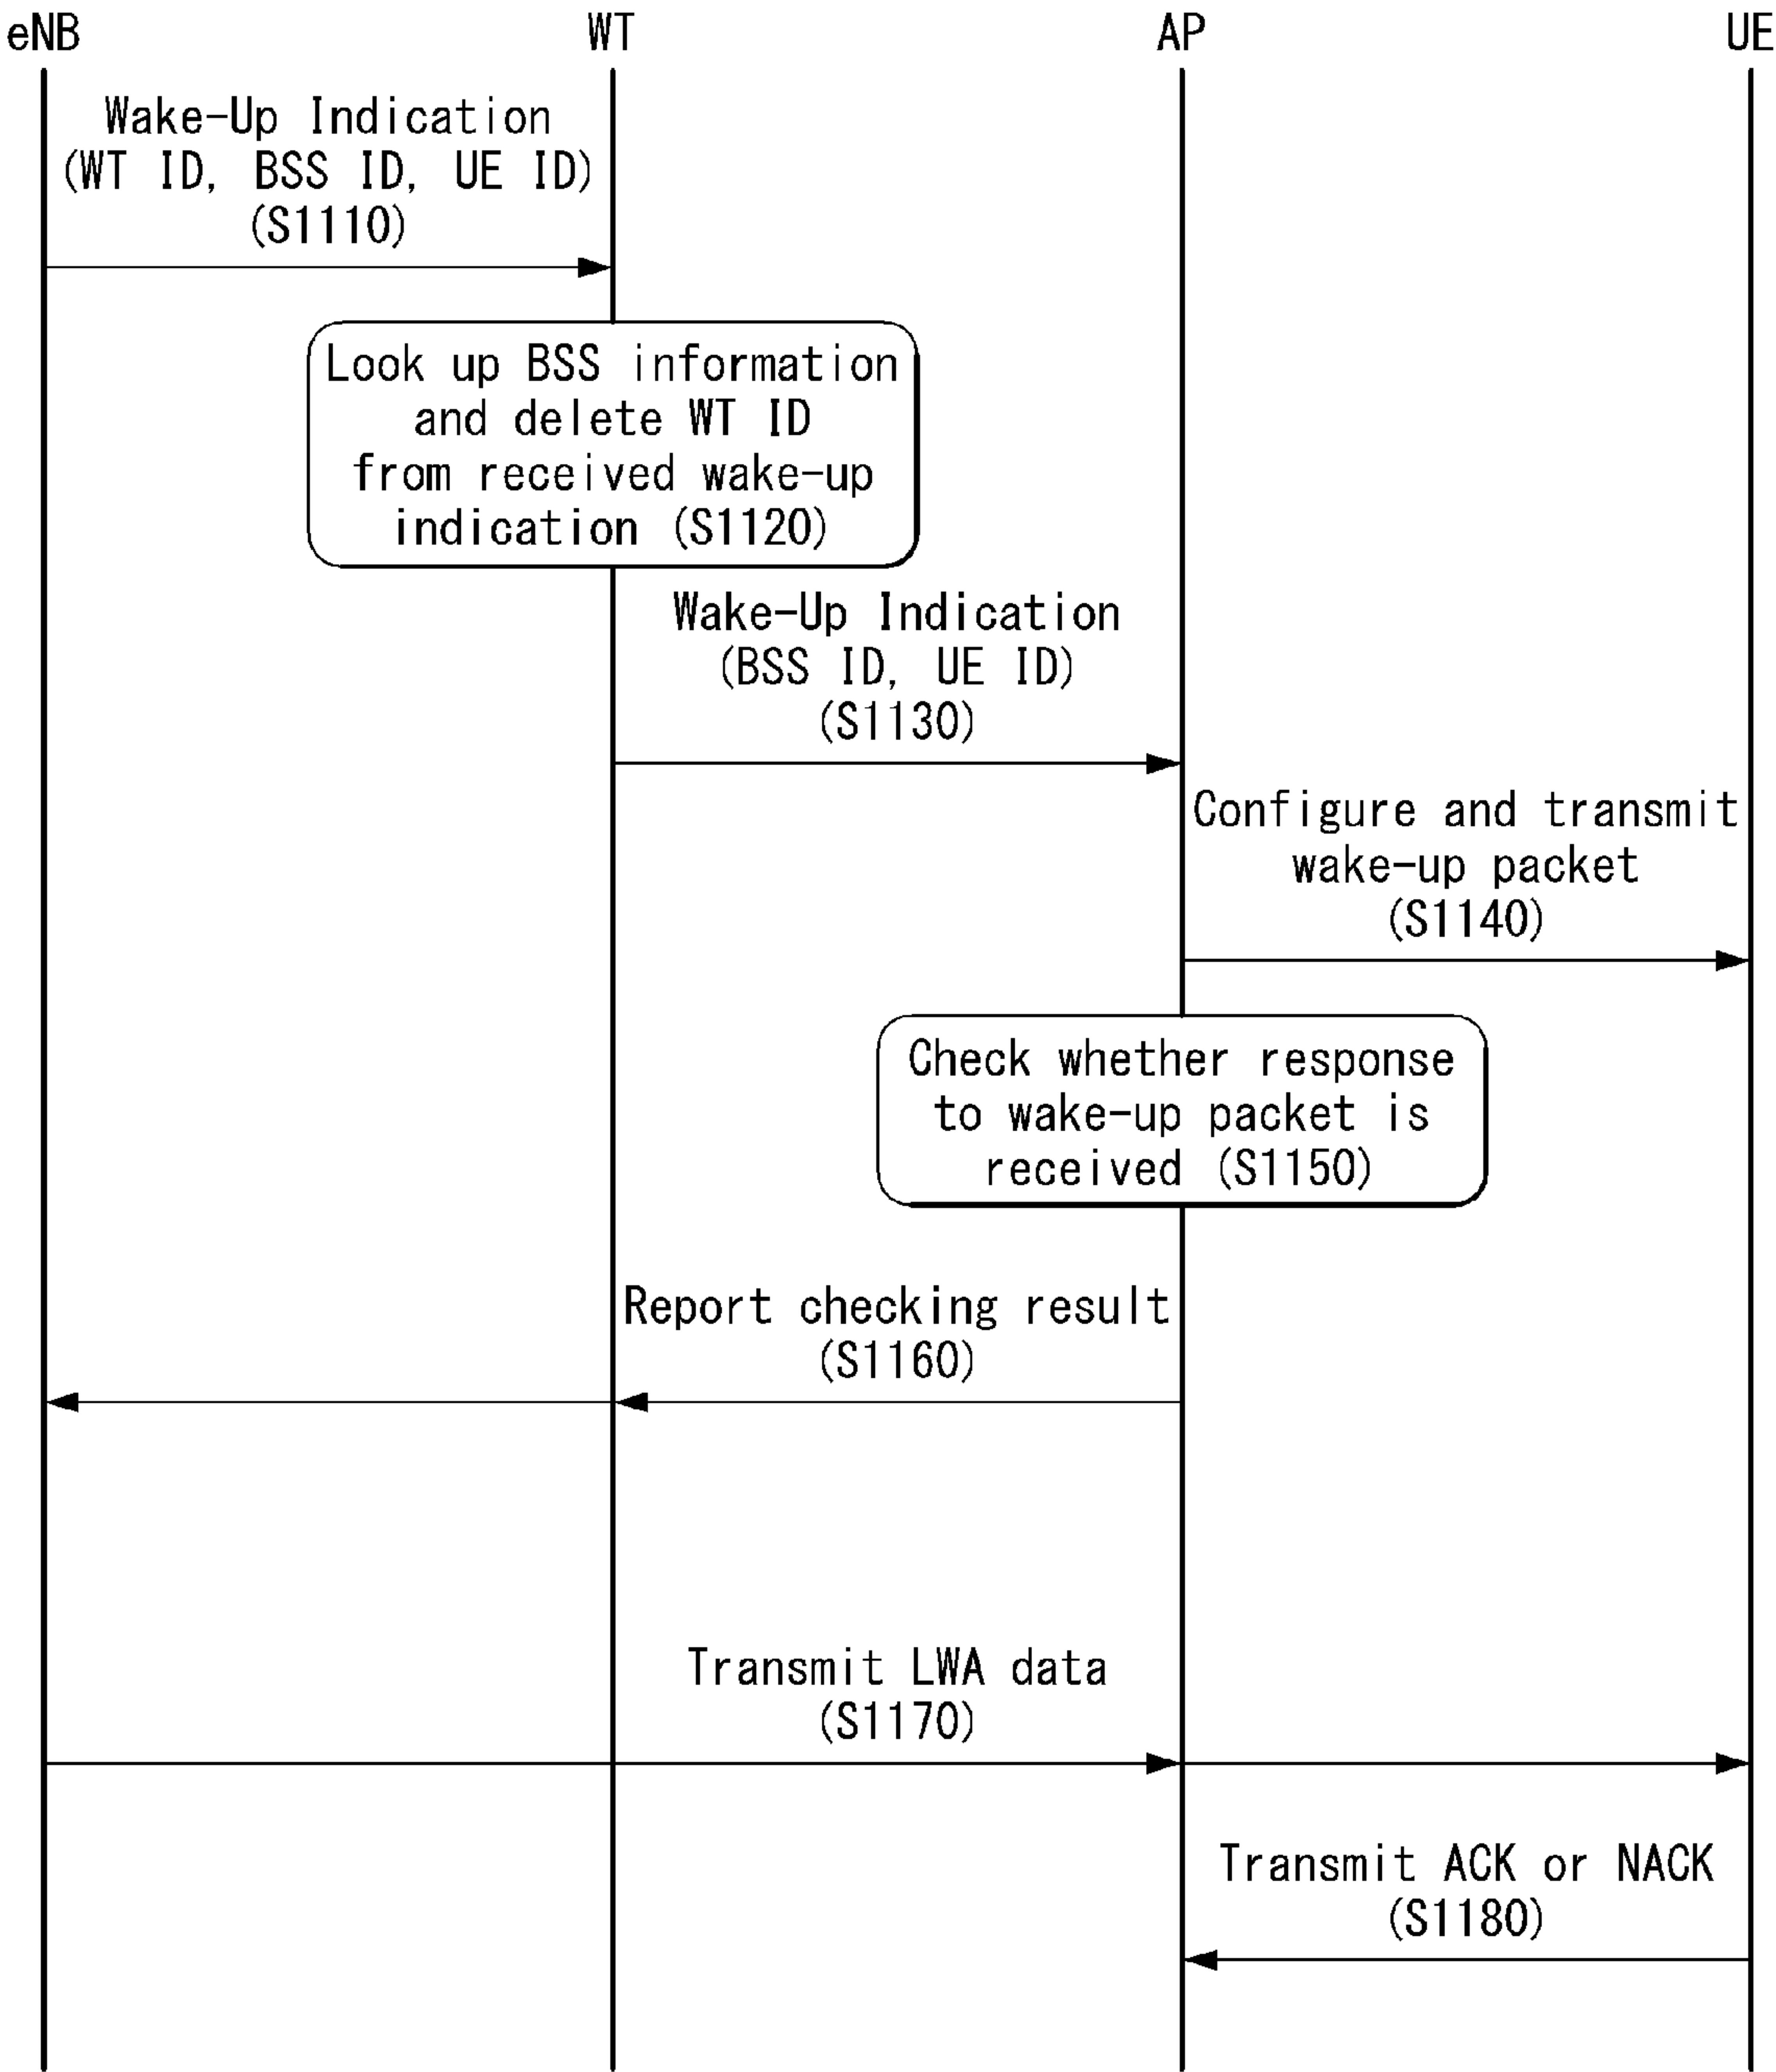 eNB WT AP UE
Wake-Up Indication
(WT ID, BSS ID, UE ID)
(S1110)
Look up BSS information
and delete WT ID
from received wake-up
indication (S1120)
Wake-Up Indication
(BSS ID, UE ID)
(S1130)
Configure and transmit
wake-up packet
(S1140)
Check whether response
to wake-up packet is
received (S1150)
Report checking result
(S1160)
Transmit LWA data
(S1170)
Transmit ACK or NACK
(S1180)